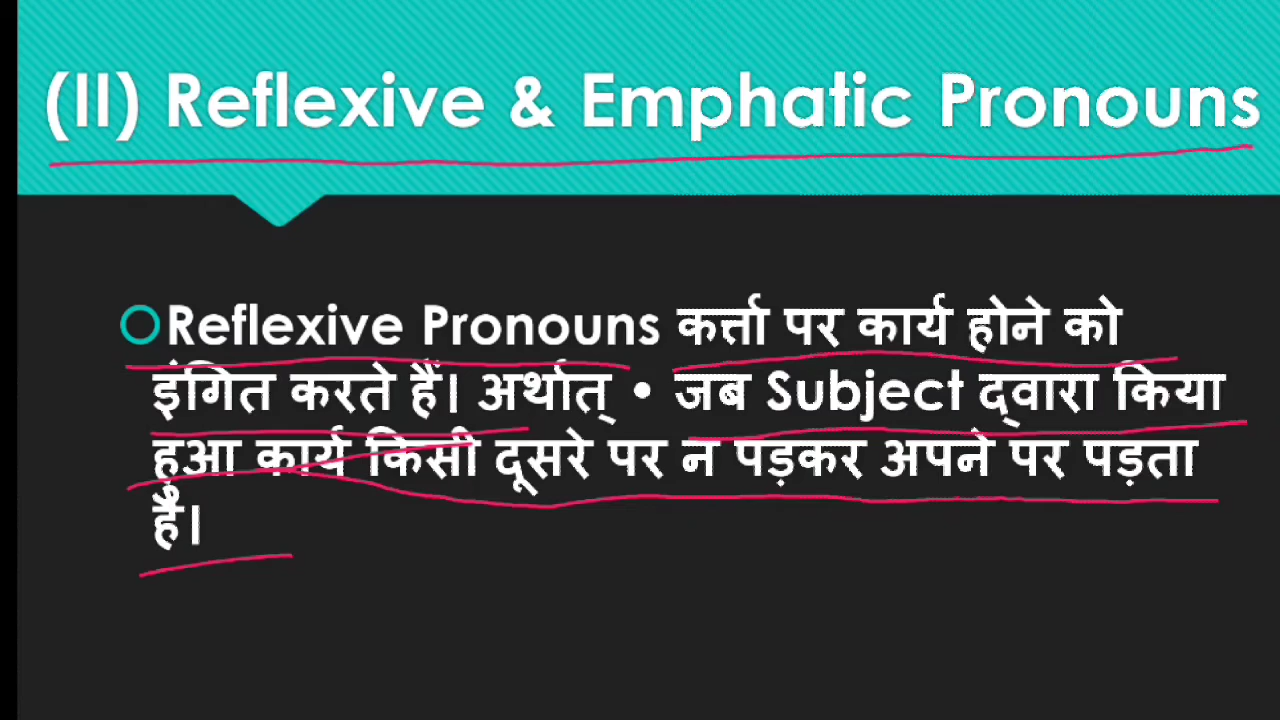 (II) Reflexive & Emphatic Pronouns
Reflexive Pronouns कर्त्ता पर कार्य होने को
इंगित करते हैं। अर्थात् • जब Subject द्वारा किया
हुआ कार्य किसी दूसरे पर न पड़कर अपने पर पड़ता
है।